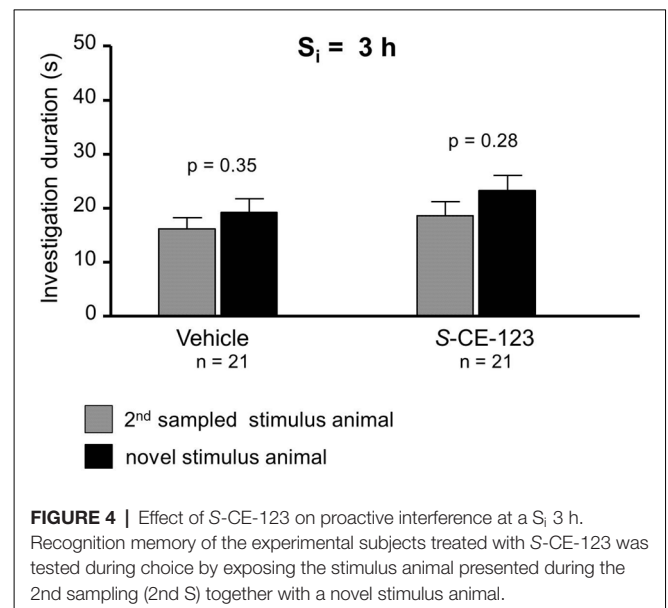 Sᵢ = 3 h
Investigation duration (s)
50
40
30
20
10
0
p = 0.35
p = 0.28
Vehicle
n = 21
S-CE-123
n = 21
2ⁿᵈ sampled stimulus animal
novel stimulus animal
FIGURE 4 | Effect of S-CE-123 on proactive interference at a Sᵢ 3 h.
Recognition memory of the experimental subjects treated with S-CE-123 was
tested during choice by exposing the stimulus animal presented during the
2nd sampling (2nd S) together with a novel stimulus animal.